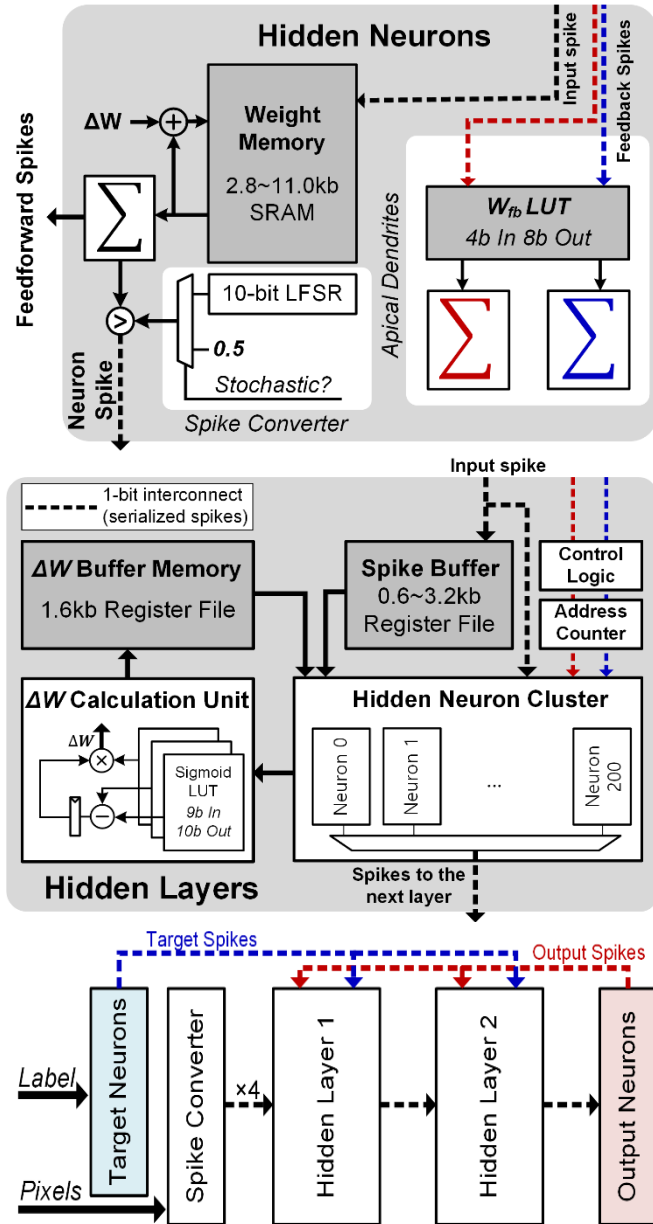 Hidden Neurons
Input spike
Feedback Spikes
ΔW
+
Weight
Memory
2.8~11.0kb
SRAM
Feedforward Spikes
∑
W_fb LUT
4b In 8b Out
Apical Dendrites
∑
∑
10-bit LFSR
>
0.5
Stochastic?
Spike Converter
Neuron
Spike
Input spike
1-bit interconnect
(serialized spikes)
ΔW Buffer Memory
1.6kb Register File
Spike Buffer
0.6~3.2kb
Register File
Control
Logic
Address
Counter
ΔW Calculation Unit
ΔW
×
−
Sigmoid
LUT
9b In
10b Out
Hidden Neuron Cluster
Neuron 0
Neuron 1
...
Neuron
200
Hidden Layers
Spikes to the
next layer
Target Spikes
Output Spikes
Label
Pixels
Target Neurons
Spike Converter
×4
Hidden Layer 1
Hidden Layer 2
Output Neurons